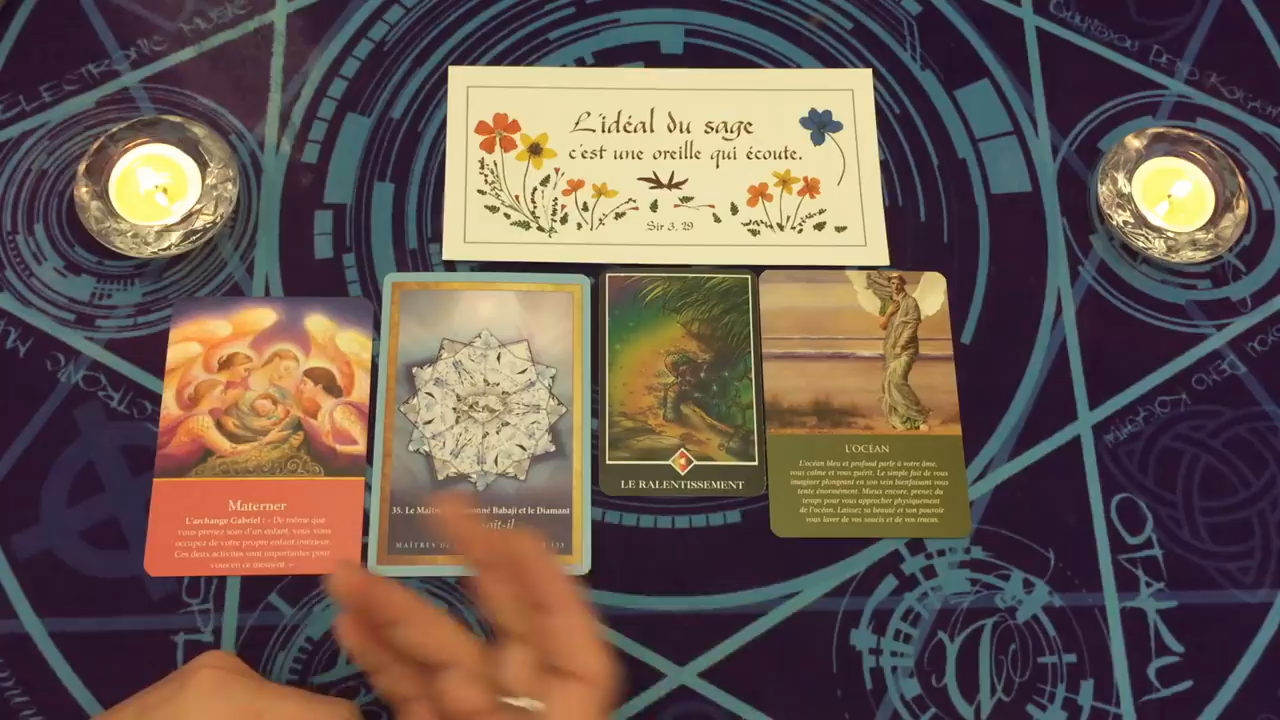 ELECTRONIC MUSIC
L'idéal du sage
c'est une oreille qui écoute.
Sir 3, 29
Materner
L'archange Gabriel : « De même que
vous prenez soin d'un enfant, vous vous
occupez de votre propre enfant intérieur.
Ces deux activités sont importantes pour
vous en ce moment. »
35. Le Maître Babaji et le Diamant
soit-il
LE RALENTISSEMENT
L'OCÉAN
L'océan bleu et profond parle à votre âme,
vous calme et vous guérit. Le simple fait de vous
imaginer plongeant en son sein bienfaisant vous
tente énormément. Mieux encore, prenez du
temps pour vous approcher physiquement
de l'océan. Laissez sa beauté et son pouvoir
vous laver de vos soucis et de vos tracas.
OTAKU